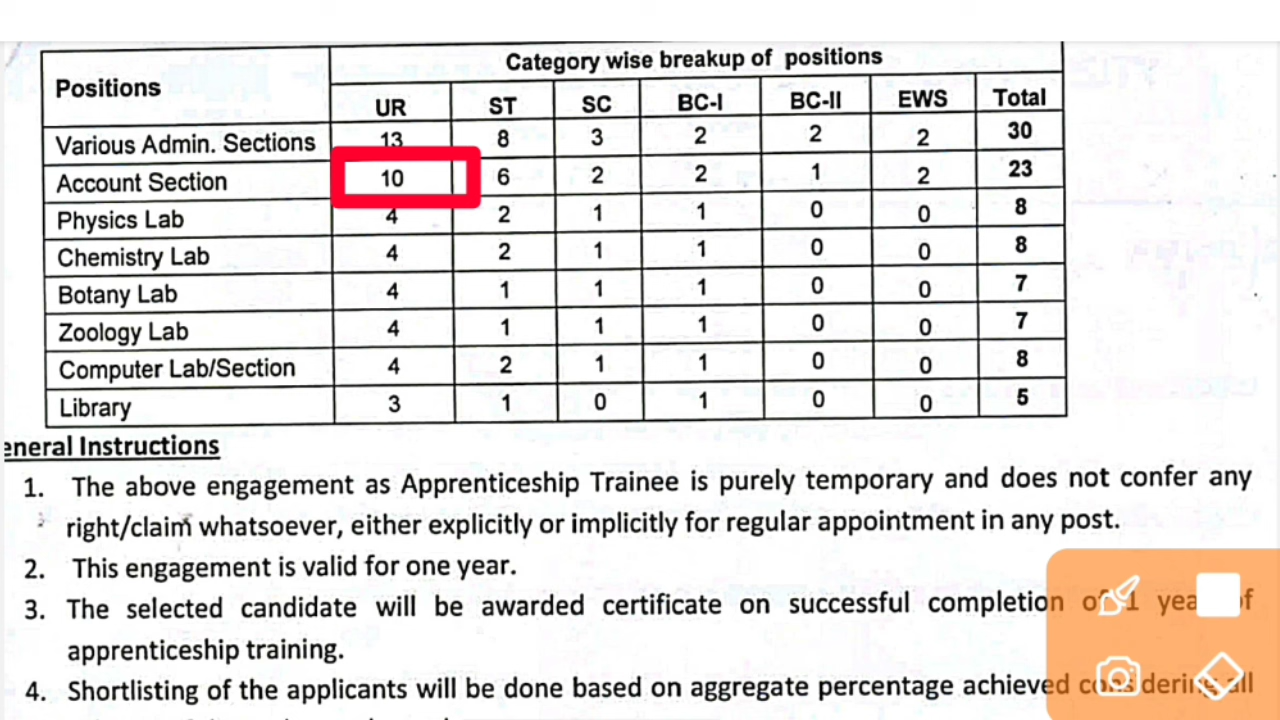 Category wise breakup of positions
Positions UR ST SC BC-I BC-II EWS Total
Various Admin. Sections 13 8 3 2 2 2 30
Account Section 10 6 2 2 1 2 23
Physics Lab 4 2 1 1 0 0 8
Chemistry Lab 4 2 1 1 0 0 8
Botany Lab 4 1 1 1 0 0 7
Zoology Lab 4 1 1 1 0 0 7
Computer Lab/Section 4 2 1 1 0 0 8
Library 3 1 0 1 0 0 5
eneral Instructions
1. The above engagement as Apprenticeship Trainee is purely temporary and does not confer any
right/claim whatsoever, either explicitly or implicitly for regular appointment in any post.
2. This engagement is valid for one year.
3. The selected candidate will be awarded certificate on successful completion of 1 year of
apprenticeship training.
4. Shortlisting of the applicants will be done based on aggregate percentage achieved considering all